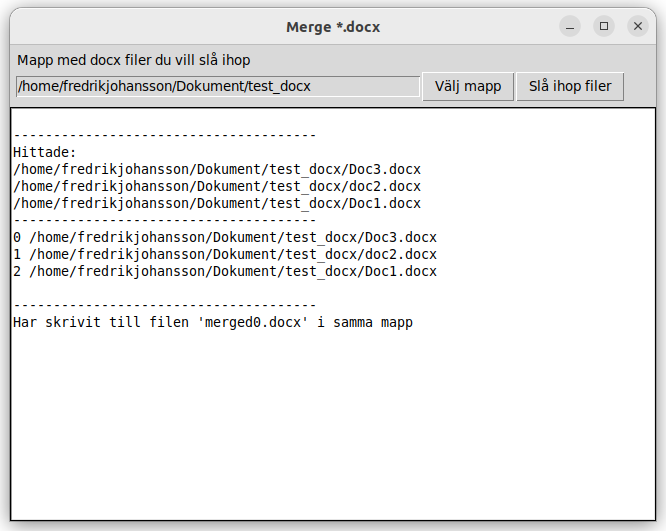 Merge *.docx
Mapp med docx filer du vill slå ihop
/home/fredrikjohansson/Dokument/test_docx
Välj mapp
Slå ihop filer
--------------------------------------
Hittade:
/home/fredrikjohansson/Dokument/test_docx/Doc3.docx
/home/fredrikjohansson/Dokument/test_docx/doc2.docx
/home/fredrikjohansson/Dokument/test_docx/Doc1.docx
--------------------------------------
0 /home/fredrikjohansson/Dokument/test_docx/Doc3.docx
1 /home/fredrikjohansson/Dokument/test_docx/doc2.docx
2 /home/fredrikjohansson/Dokument/test_docx/Doc1.docx
--------------------------------------
Har skrivit till filen 'merged0.docx' i samma mapp